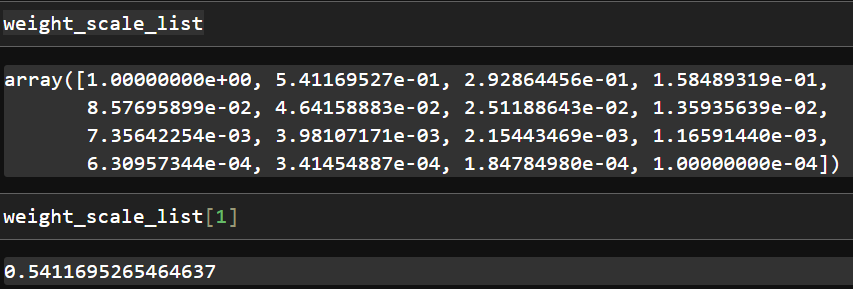 weight_scale_list
array([1.00000000e+00, 5.41169527e-01, 2.92864456e-01, 1.58489319e-01,
8.57695899e-02, 4.64158883e-02, 2.51188643e-02, 1.35935639e-02,
7.35642254e-03, 3.98107171e-03, 2.15443469e-03, 1.16591440e-03,
6.30957344e-04, 3.41454887e-04, 1.84784980e-04, 1.00000000e-04])
weight_scale_list[1]
0.5411695265464637